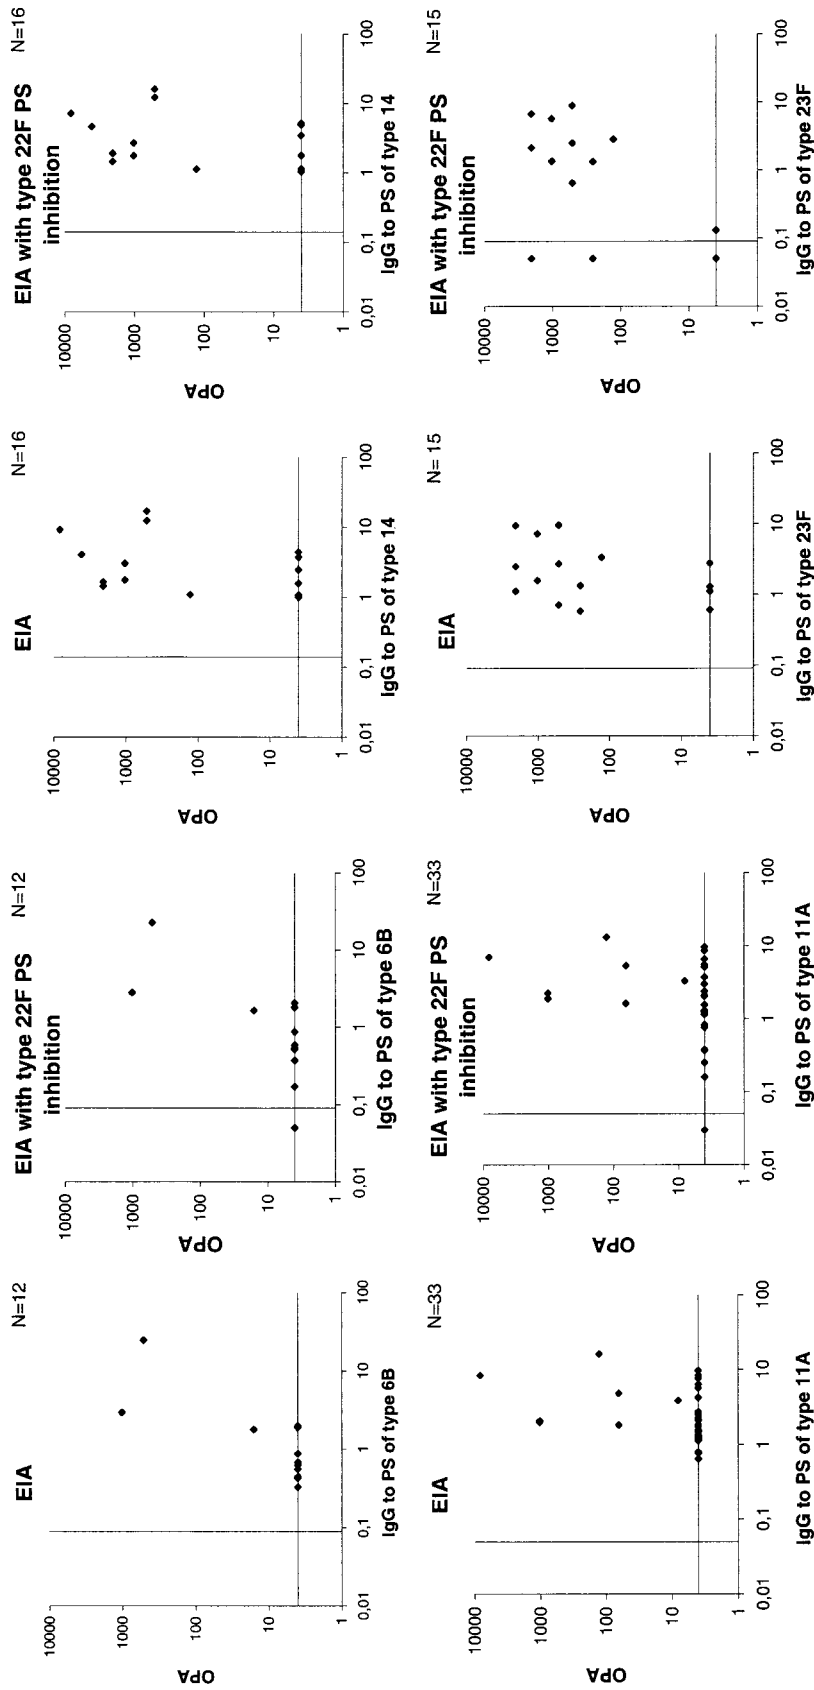 EIA
N=12
10000
1000
100
10
1
OPA
0,01
0,1
1
10
100
IgG to PS of type 6B
EIA with type 22F PS
inhibition
N=12
10000
1000
100
10
1
OPA
0,01
0,1
1
10
100
IgG to PS of type 6B
EIA
N=16
10000
1000
100
10
1
OPA
0,01
0,1
1
10
100
IgG to PS of type 14
EIA with type 22F PS
inhibition
N=16
10000
1000
100
10
1
OPA
0,01
0,1
1
10
100
IgG to PS of type 14
EIA
N=33
10000
1000
100
10
1
OPA
0,01
0,1
1
10
100
IgG to PS of type 11A
EIA with type 22F PS
inhibition
N=33
10000
1000
100
10
1
OPA
0,01
0,1
1
10
100
IgG to PS of type 11A
EIA
N= 15
10000
1000
100
10
1
OPA
0,01
0,1
1
10
100
IgG to PS of type 23F
EIA with type 22F PS
inhibition
N=15
10000
1000
100
10
1
OPA
0,01
0,1
1
10
100
IgG to PS of type 23F